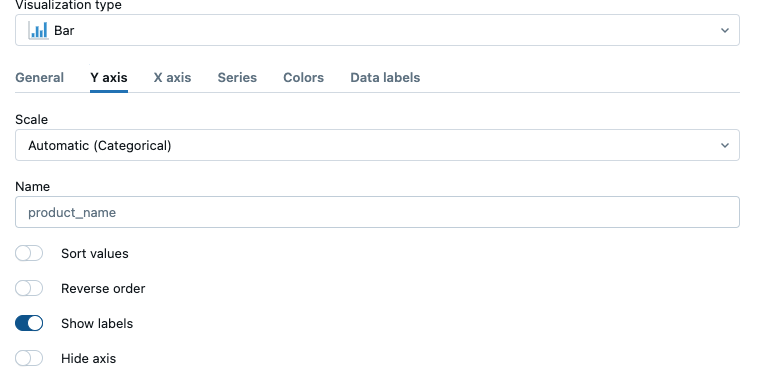 Visualization type
Bar
General Y axis X axis Series Colors Data labels
Scale
Automatic (Categorical)
Name
product_name
Sort values
Reverse order
Show labels
Hide axis